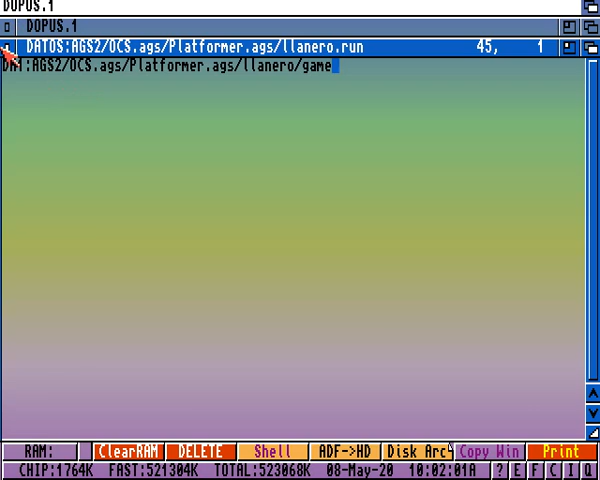 DOPUS.1
DOPUS.1
DATOS:AGS2/OCS.ags/Platformer.ags/llanero.run 45, 1
DAT:AGS2/OCS.ags/Platformer.ags/llanero/game
RAM: ClearRAM DELETE Shell ADF->HD Disk Arc Copy Win Print
CHIP:1764K FAST:521304K TOTAL:523068K 08-May-20 10:02:01A ? E F C I Q